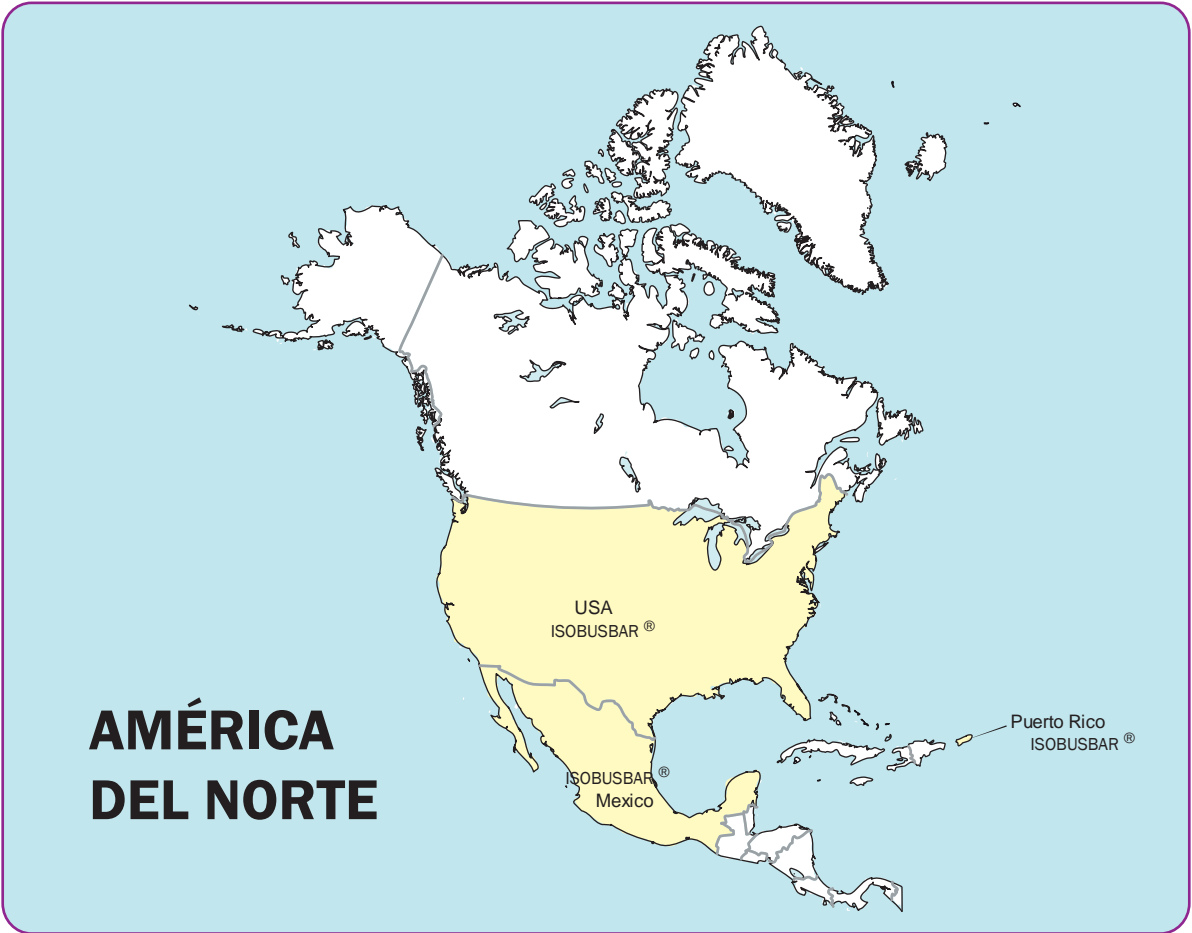 USA
ISOBUSBAR ®
AMÉRICA
DEL NORTE
Puerto Rico
ISOBUSBAR ®
ISOBUSBAR ®
Mexico